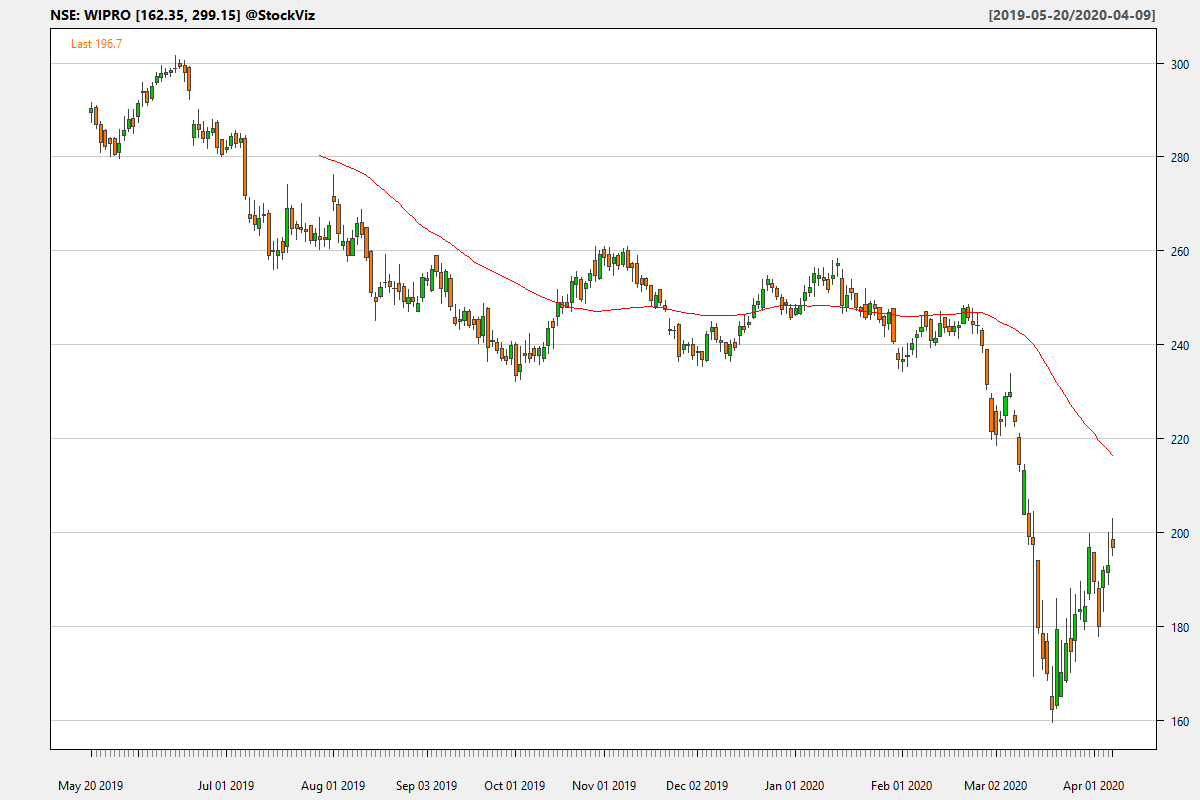 NSE: WIPRO [162.35, 299.15] @StockViz [2019-05-20/2020-04-09]
Last 196.7
300
280
260
240
220
200
180
160
May 20 2019 Jul 01 2019 Aug 01 2019 Sep 03 2019 Oct 01 2019 Nov 01 2019 Dec 02 2019 Jan 01 2020 Feb 01 2020 Mar 02 2020 Apr 01 2020